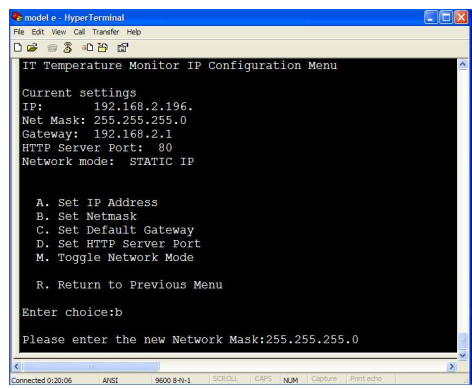 model e - HyperTerminal
File Edit View Call Transfer Help
IT Temperature Monitor IP Configuration Menu
Current settings
IP: 192.168.2.196.
Net Mask: 255.255.255.0
Gateway: 192.168.2.1
HTTP Server Port: 80
Network mode: STATIC IP
A. Set IP Address
B. Set Netmask
C. Set Default Gateway
D. Set HTTP Server Port
M. Toggle Network Mode
R. Return to Previous Menu
Enter choice:b
Please enter the new Network Mask:255.255.255.0
Connected 0:20:06 ANSI 9600 8-N-1 SCROLL CAPS NUM Capture Print echo